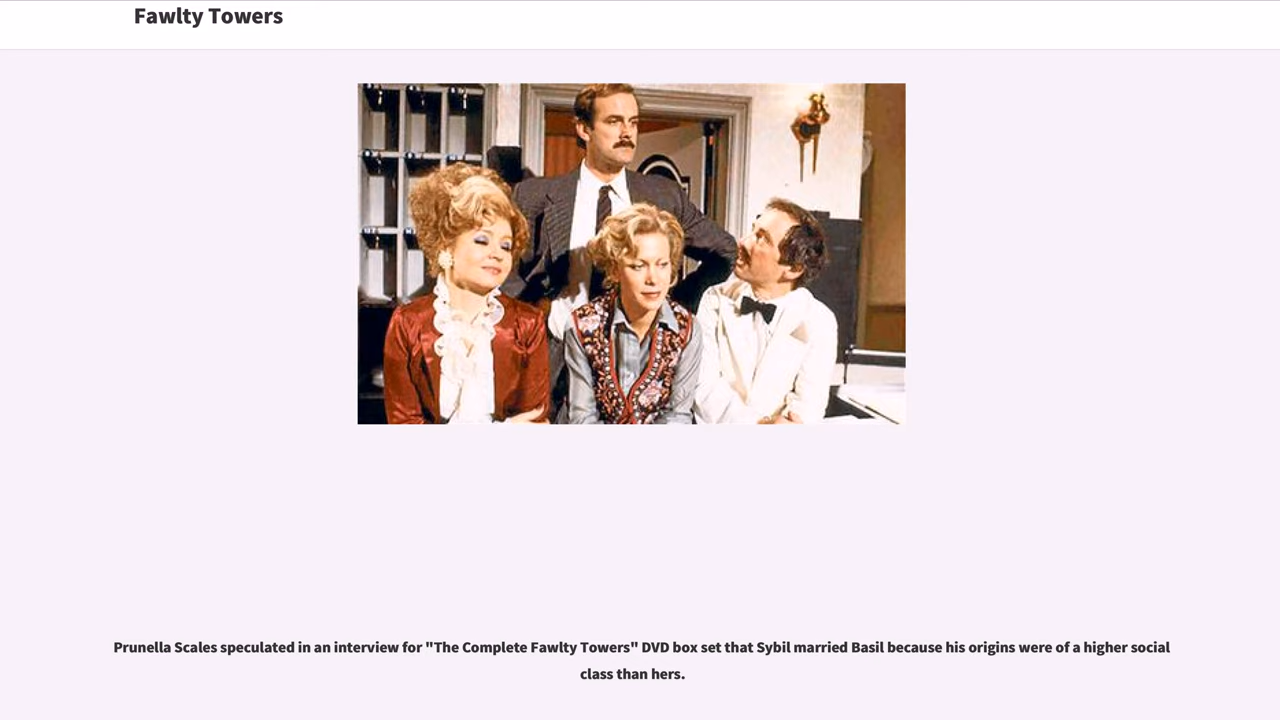 Fawlty Towers
Prunella Scales speculated in an interview for "The Complete Fawlty Towers" DVD box set that Sybil married Basil because his origins were of a higher social
class than hers.